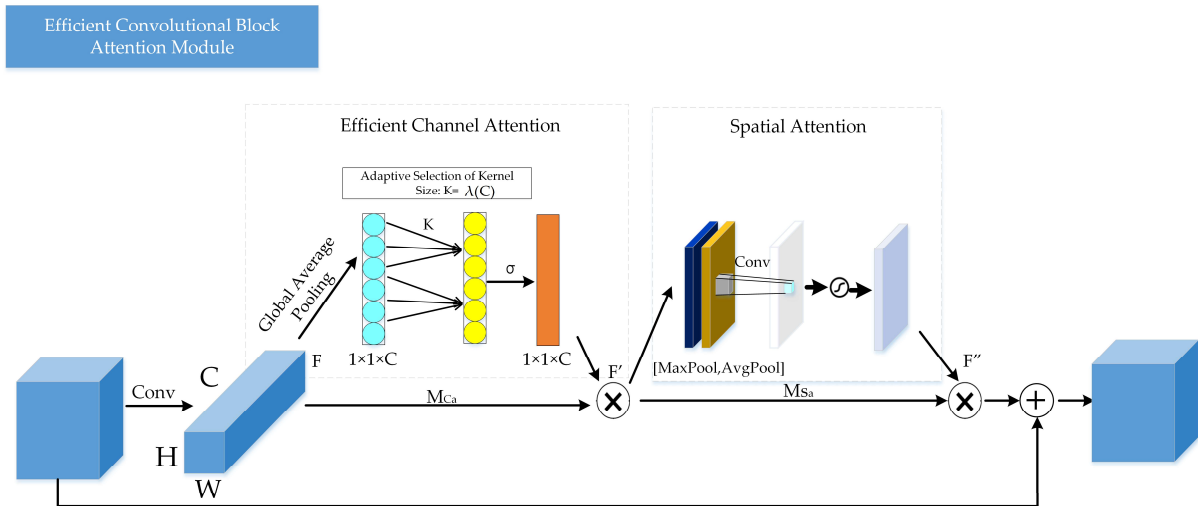 Efficient Convolutional Block
Attention Module
Efficient Channel Attention
Spatial Attention
Adaptive Selection of Kernel
Size: K= λ(C)
K
σ
Global Average
Pooling
Conv
1×1×C
1×1×C
[MaxPool,AvgPool]
F
F′
F″
C
Conv
MCa
MSa
H
W